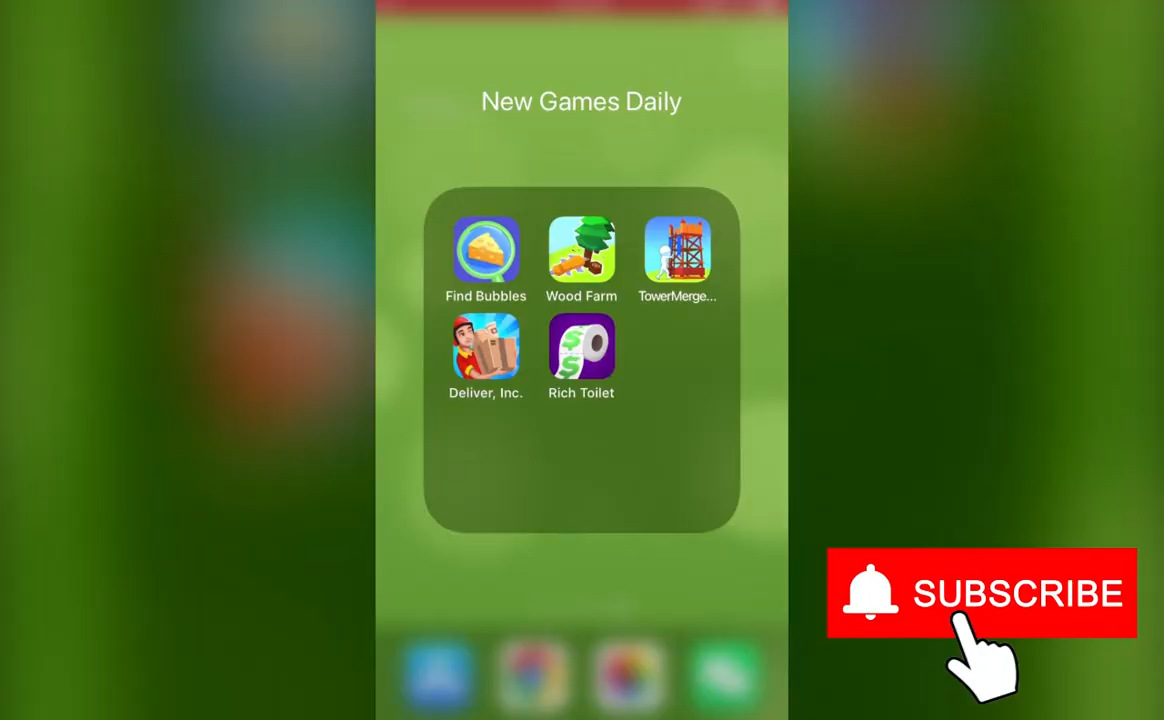 New Games Daily
Find Bubbles
Wood Farm
TowerMerge...
Deliver, Inc.
Rich Toilet
SUBSCRIBE